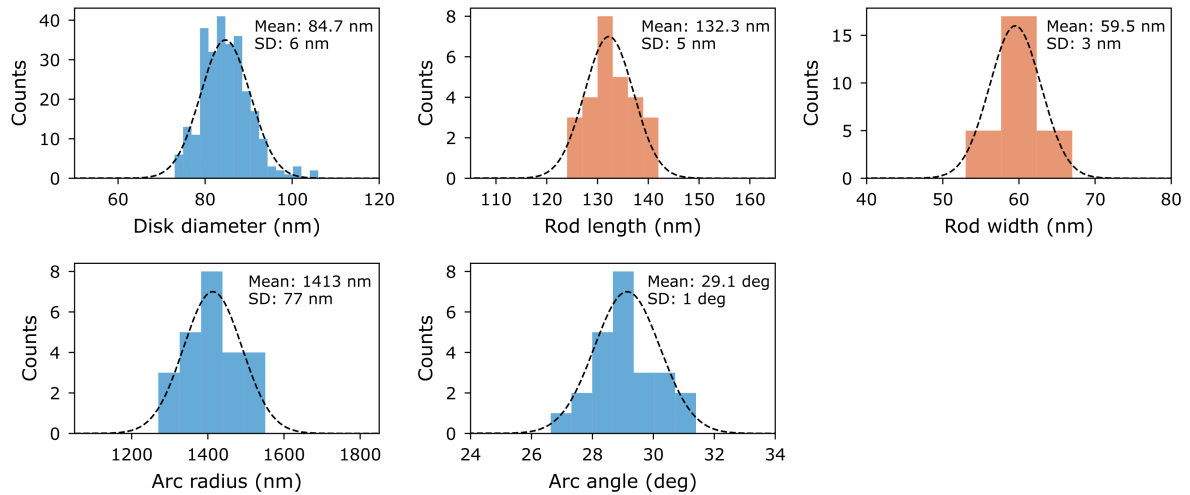 40
30
20
10
0
Counts
Mean: 84.7 nm
SD: 6 nm
60
80
100
120
Disk diameter (nm)
8
6
4
2
0
Counts
Mean: 132.3 nm
SD: 5 nm
110
120
130
140
150
160
Rod length (nm)
15
10
5
0
Counts
Mean: 59.5 nm
SD: 3 nm
40
50
60
70
80
Rod width (nm)
8
6
4
2
0
Counts
Mean: 1413 nm
SD: 77 nm
1200
1400
1600
1800
Arc radius (nm)
8
6
4
2
0
Counts
Mean: 29.1 deg
SD: 1 deg
24
26
28
30
32
34
Arc angle (deg)